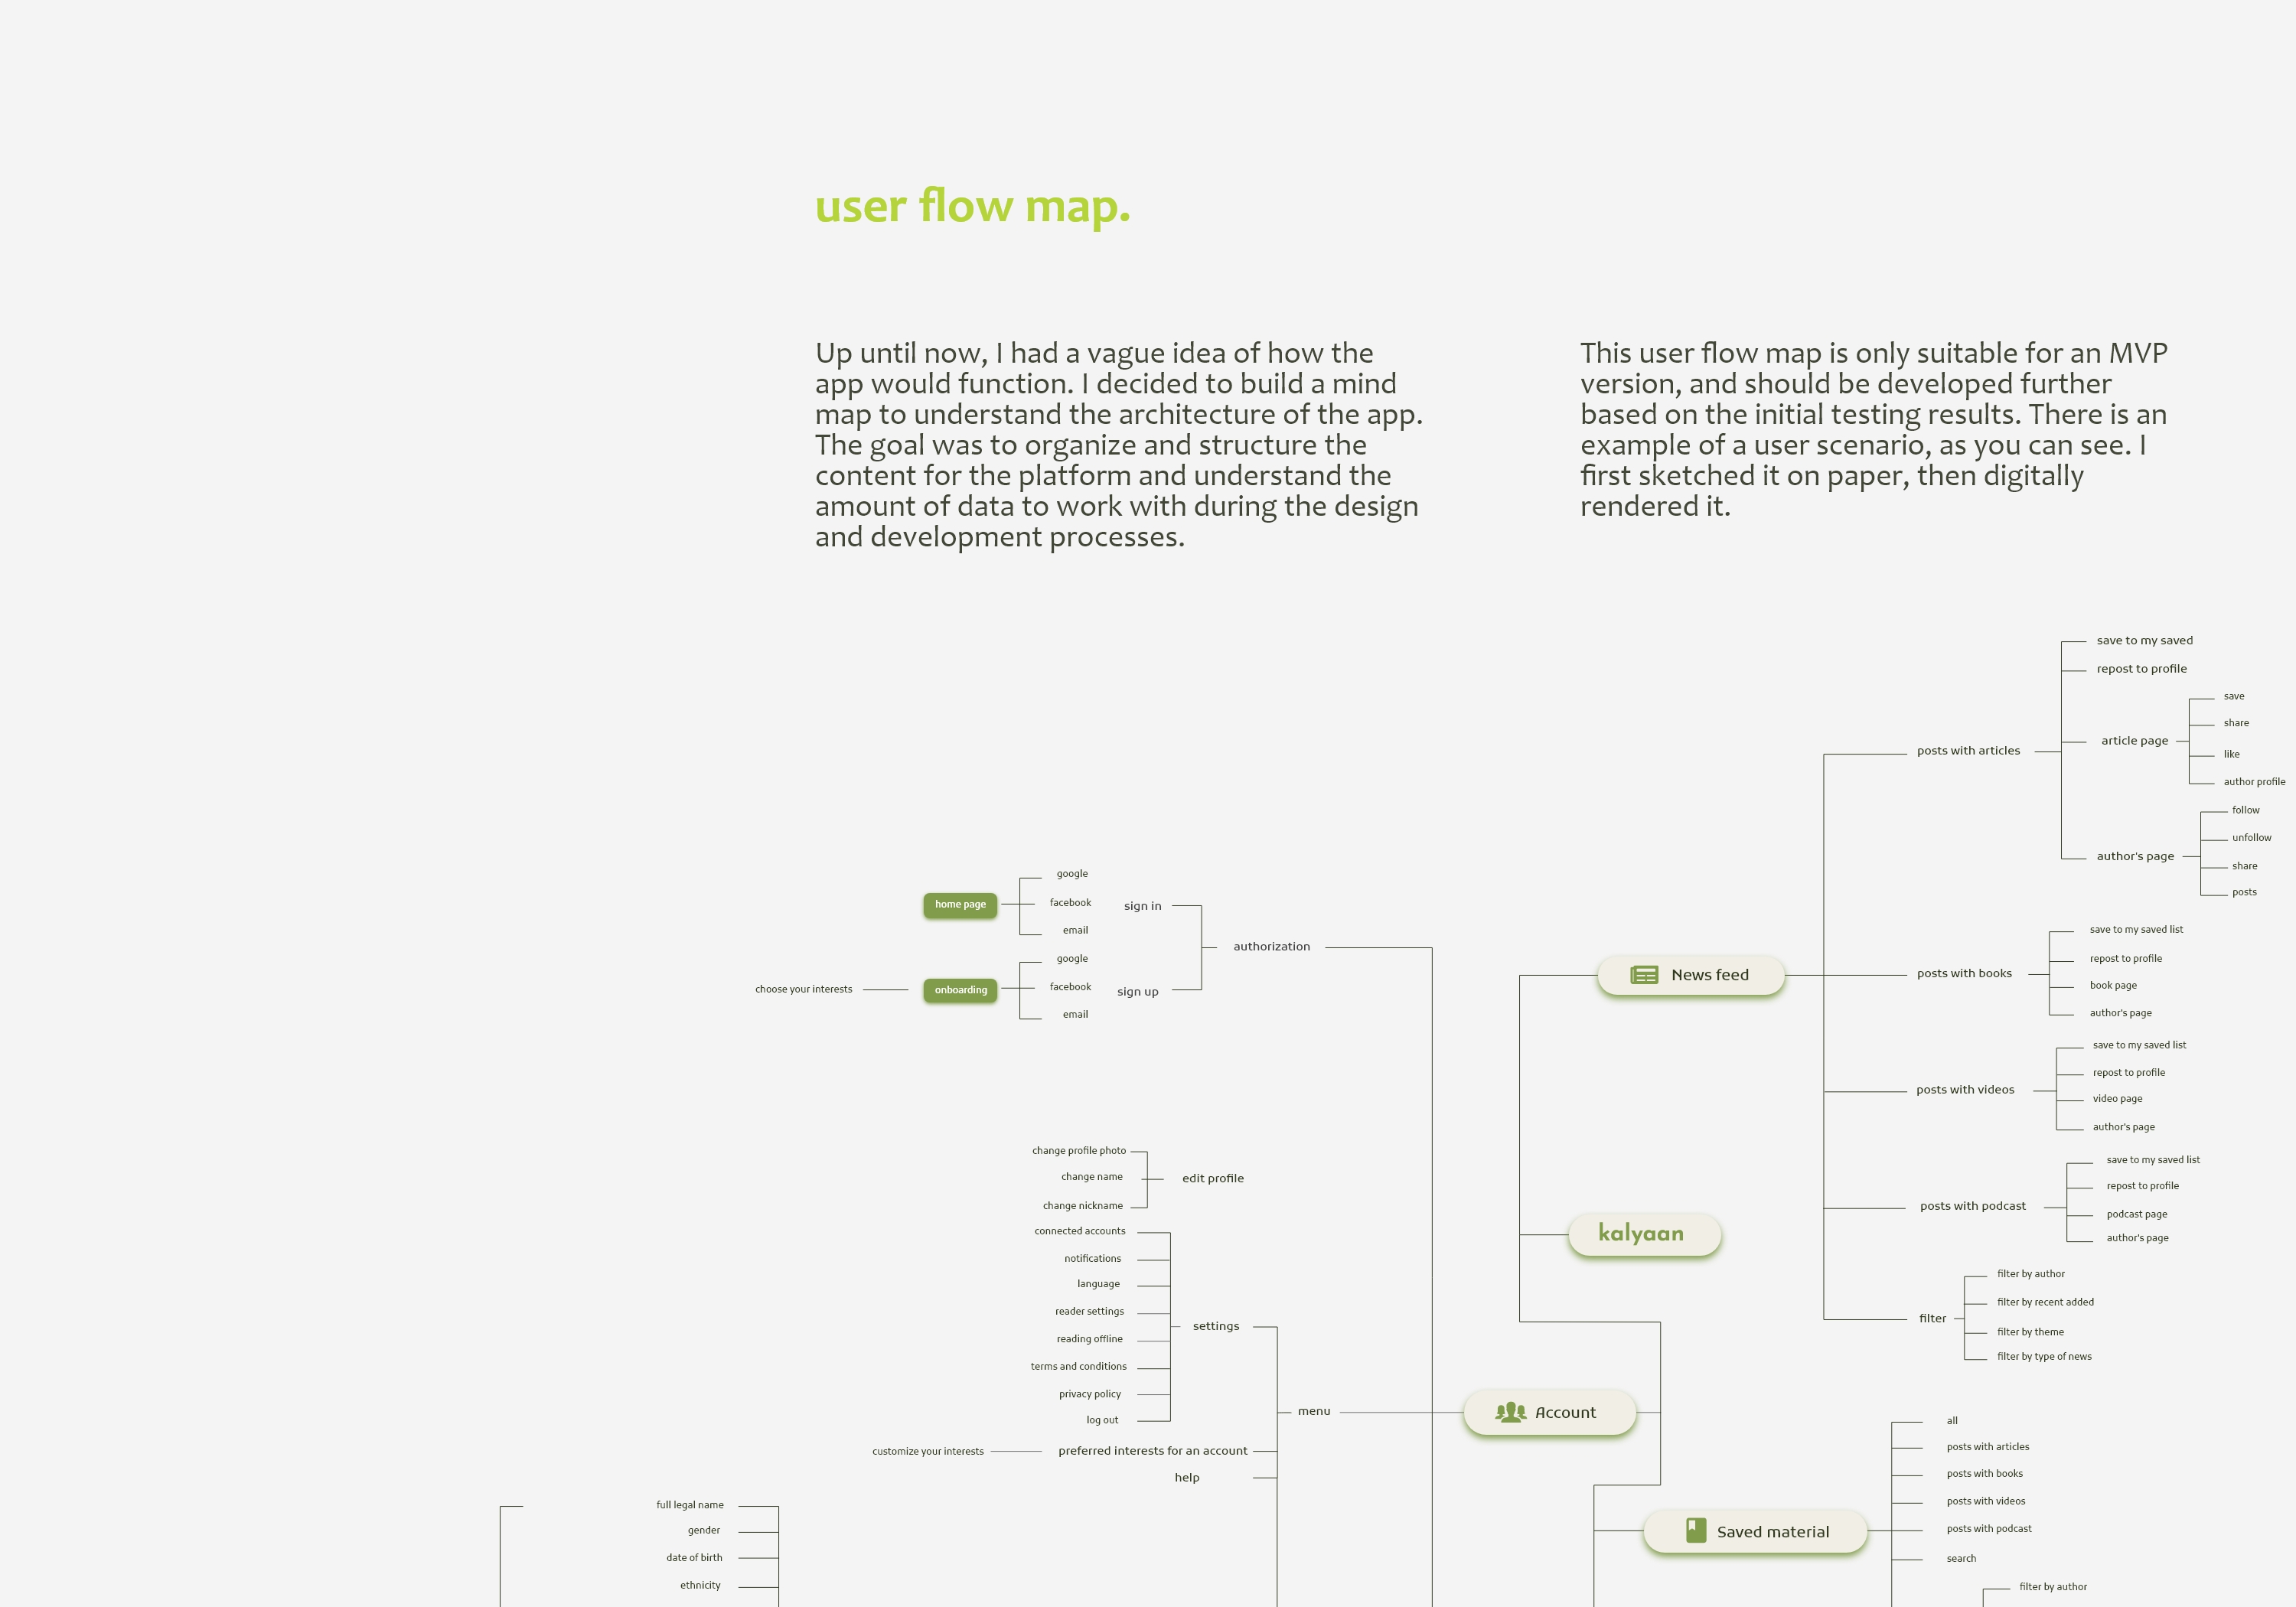 user flow map.
Up until now, I had a vague idea of how the
app would function. I decided to build a mind
map to understand the architecture of the app.
The goal was to organize and structure the
content for the platform and understand the
amount of data to work with during the design
and development processes.
This user flow map is only suitable for an MVP
version, and should be developed further
based on the initial testing results. There is an
example of a user scenario, as you can see. I
first sketched it on paper, then digitally
rendered it.
google
home page
facebook
sign in
email
authorization
google
choose your interests
onboarding
facebook
sign up
email
change profile photo
change name
edit profile
change nickname
connected accounts
notifications
language
reader settings
settings
reading offline
terms and conditions
privacy policy
log out
menu
customize your interests
preferred interests for an account
help
full legal name
gender
date of birth
ethnicity
News feed
kalyaan
Account
Saved material
posts with articles
save to my saved
repost to profile
article page
save
share
like
author profile
author's page
follow
unfollow
share
posts
posts with books
save to my saved list
repost to profile
book page
author's page
posts with videos
save to my saved list
repost to profile
video page
author's page
posts with podcast
save to my saved list
repost to profile
podcast page
author's page
filter
filter by author
filter by recent added
filter by theme
filter by type of news
all
posts with articles
posts with books
posts with videos
posts with podcast
search
filter by author